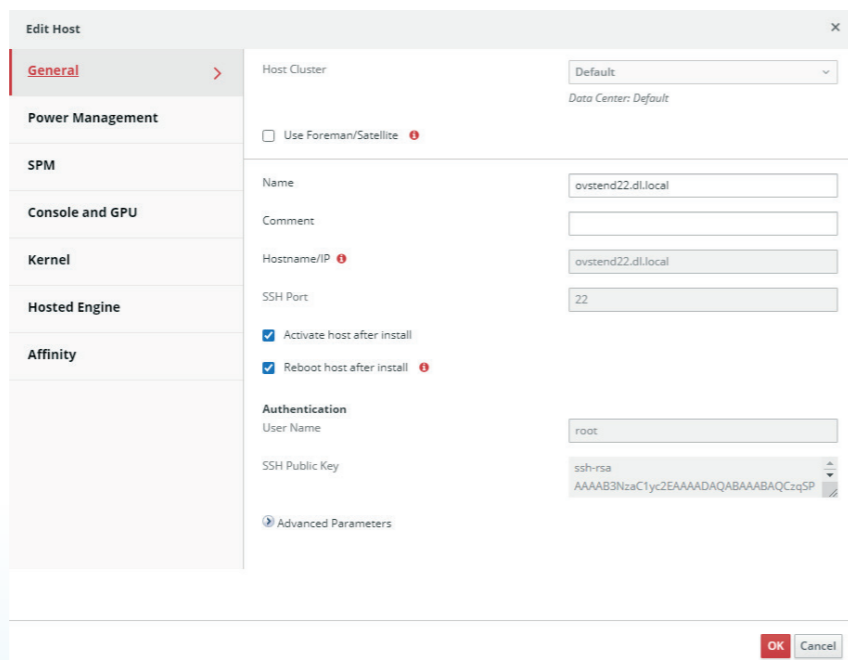 Edit Host
General
Power Management
SPM
Console and GPU
Kernel
Hosted Engine
Affinity
Host Cluster
Default
Data Center: Default
Use Foreman/Satellite
Name
ovstend22.dl.local
Comment
Hostname/IP
ovstend22.dl.local
SSH Port
22
Activate host after install
Reboot host after install
Authentication
User Name
root
SSH Public Key
ssh-rsa
AAAAB3NzaC1yc2EAAAADAQABAAABAQCzqSP
Advanced Parameters
OK
Cancel